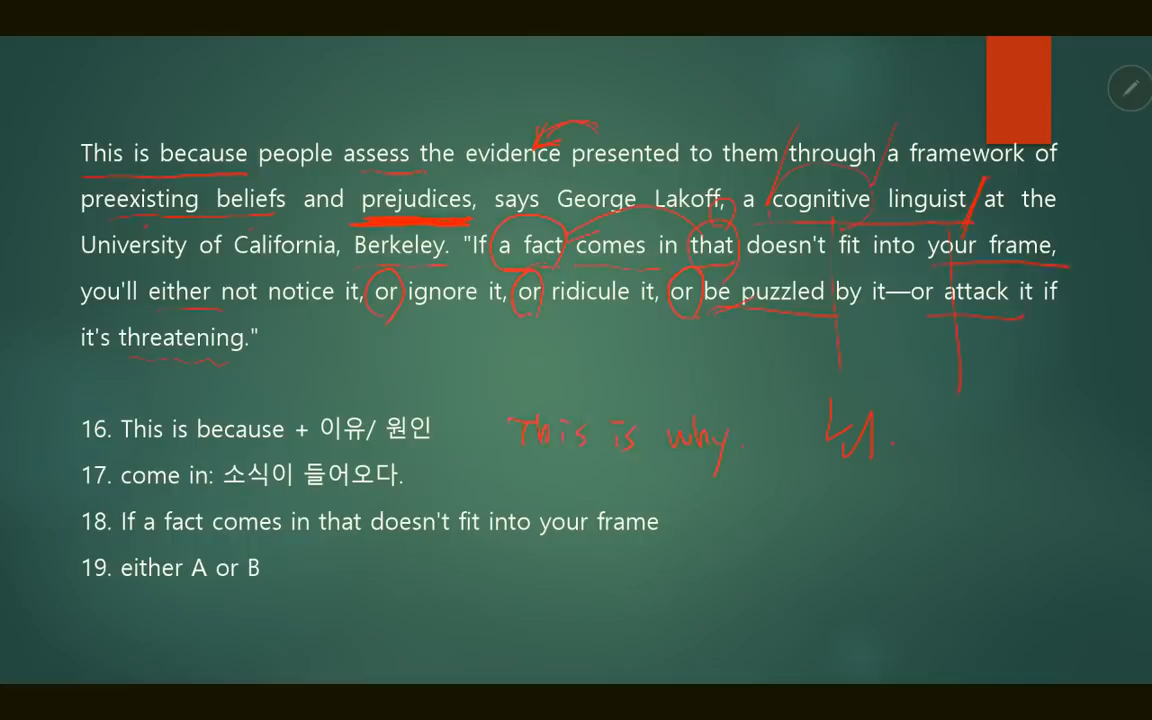 This is because people assess the evidence presented to them through a framework of
preexisting beliefs and prejudices, says George Lakoff, a cognitive linguist at the
University of California, Berkeley. "If a fact comes in that doesn't fit into your frame,
you'll either not notice it, or ignore it, or ridicule it, or be puzzled by it—or attack it if
it's threatening."
16. This is because + 이유/ 원인
This is why.
17. come in: 소식이 들어오다.
18. If a fact comes in that doesn't fit into your frame
19. either A or B